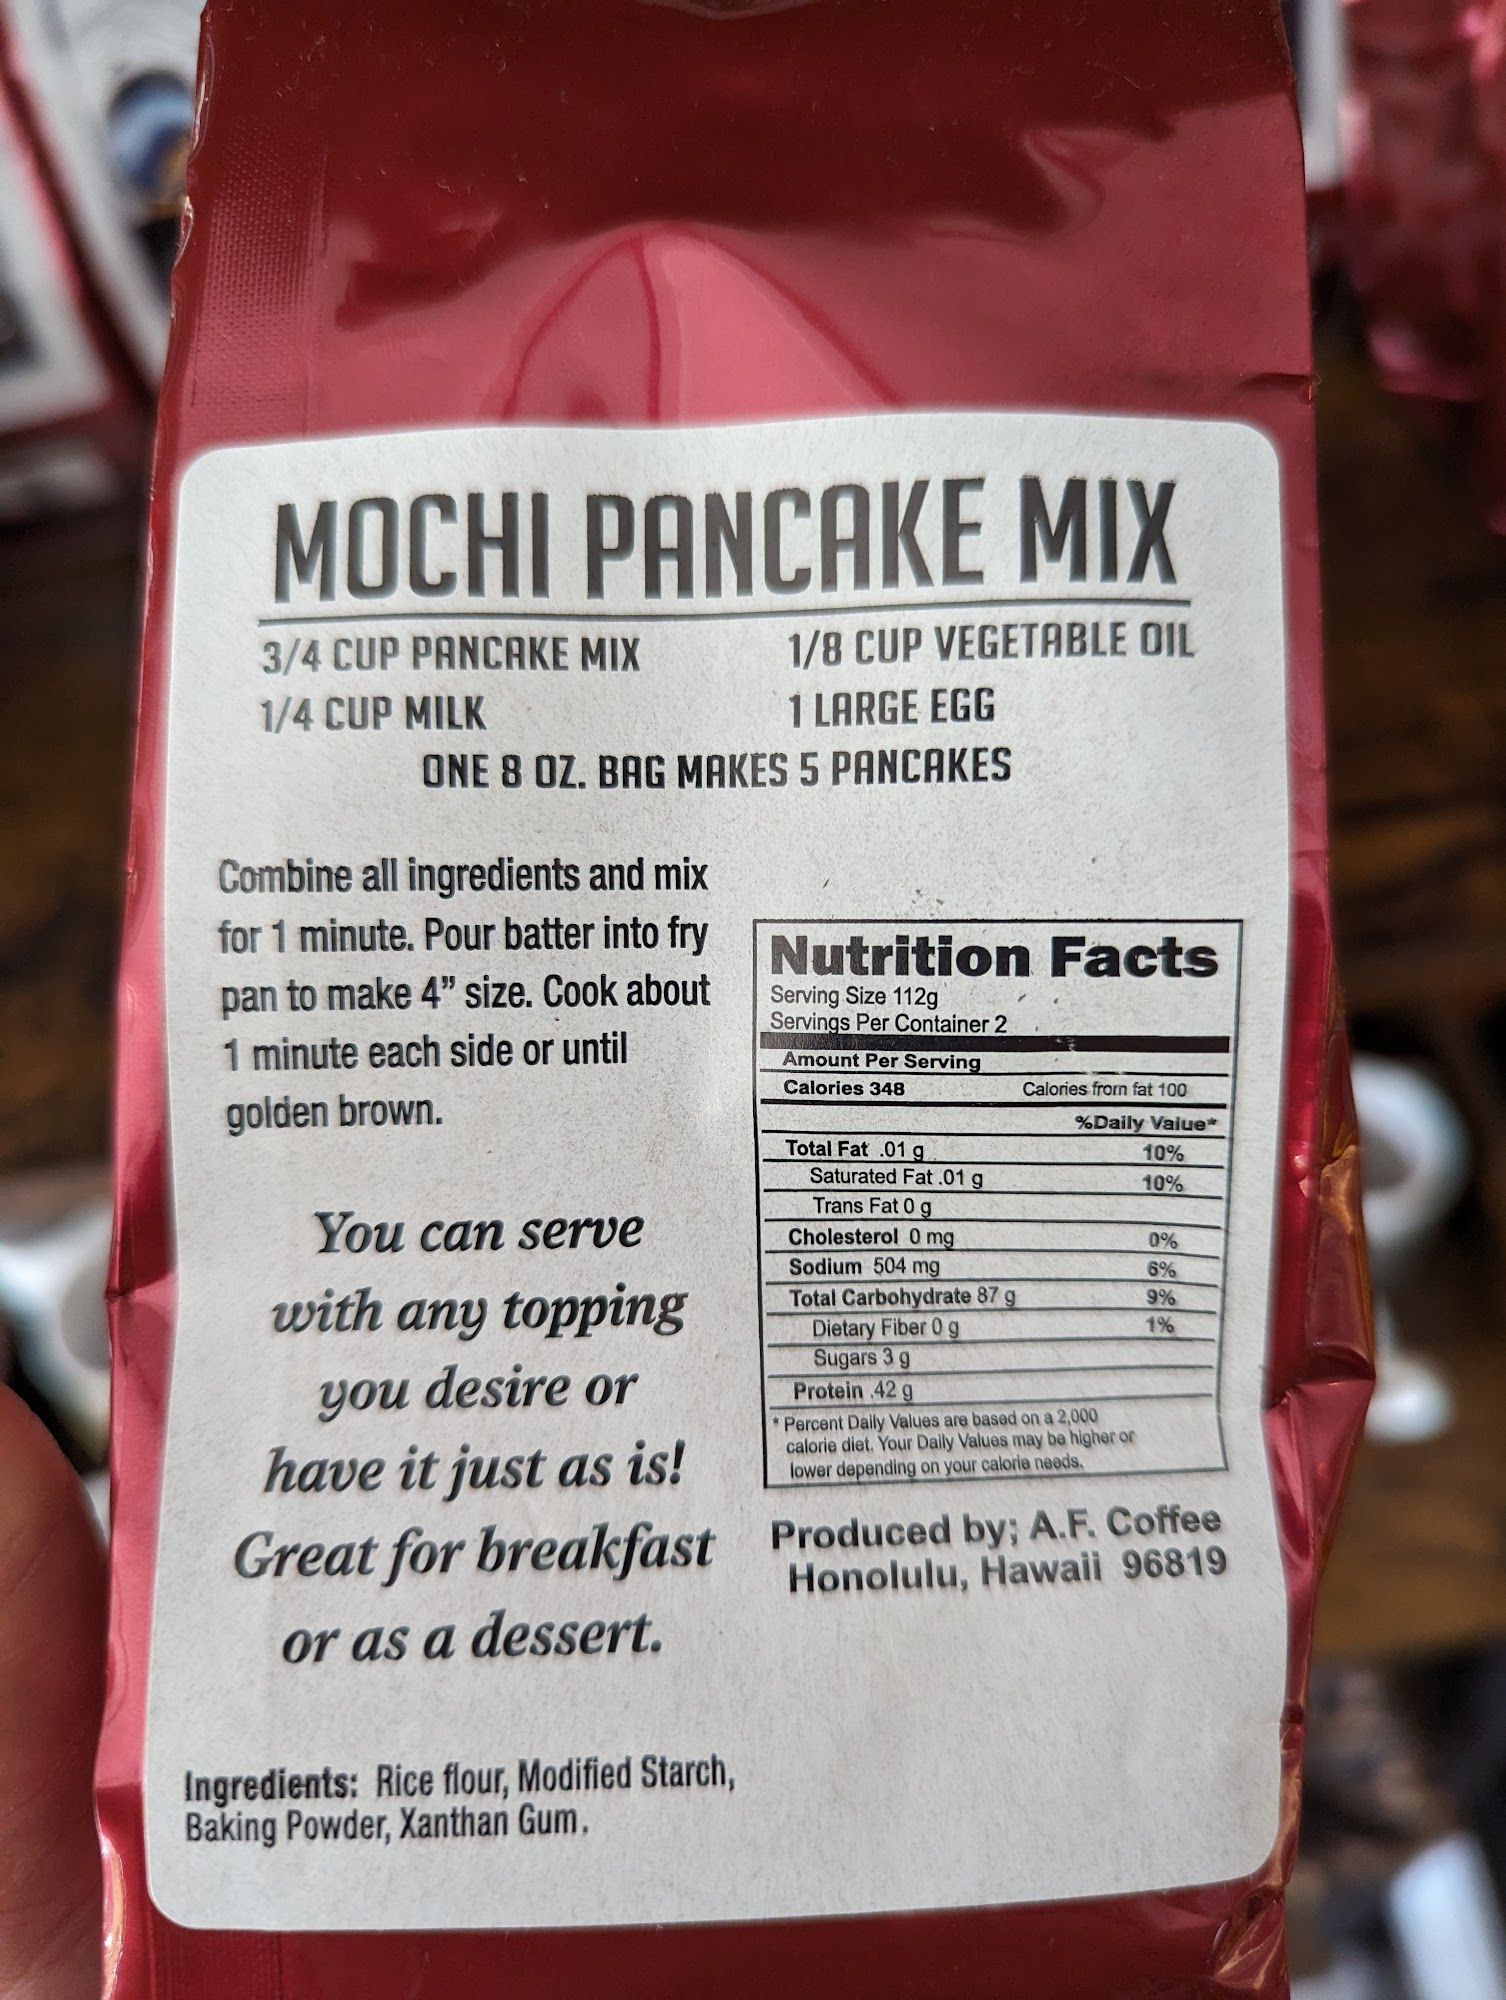 MOCHI PANCAKE MIX
3/4 CUP PANCAKE MIX
1/8 CUP VEGETABLE OIL
1/4 CUP MILK
1 LARGE EGG
ONE 8 OZ. BAG MAKES 5 PANCAKES
Combine all ingredients and mix
for 1 minute. Pour batter into fry
pan to make 4” size. Cook about
1 minute each side or until
golden brown.
You can serve
with any topping
you desire or
have it just as is!
Great for breakfast
or as a dessert.
Nutrition Facts
Serving Size 112g
Servings Per Container 2
Amount Per Serving
Calories 348 Calories from fat 100
%Daily Value*
Total Fat .01 g 10%
Saturated Fat .01 g 10%
Trans Fat 0 g
Cholesterol 0 mg 0%
Sodium 504 mg 6%
Total Carbohydrate 87 g 9%
Dietary Fiber 0 g 1%
Sugars 3 g
Protein .42 g
* Percent Daily Values are based on a 2,000
calorie diet. Your Daily Values may be higher or
lower depending on your calorie needs.
Produced by; A.F. Coffee
Honolulu, Hawaii 96819
Ingredients: Rice flour, Modified Starch,
Baking Powder, Xanthan Gum.